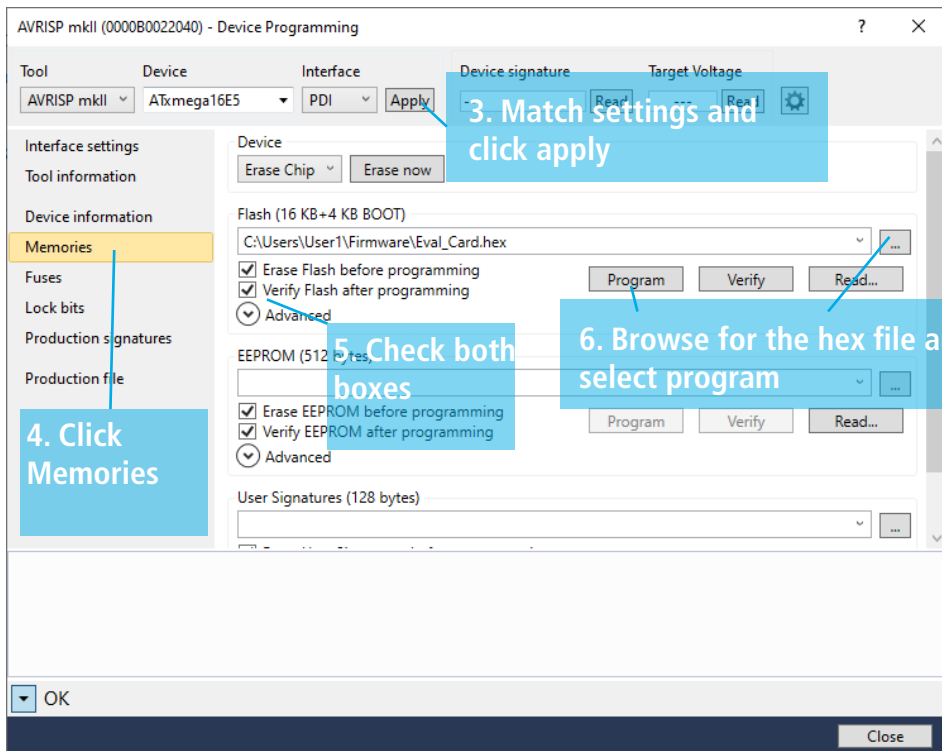 AVRISP mkII (0000B0022040) - Device Programming ? ×
Tool Device Interface Device signature Target Voltage
AVRISP mkII ATxmega16E5 PDI Apply - Read --- Read
3. Match settings and
click apply
Interface settings
Tool information
Device information
Memories
Fuses
Lock bits
Production signatures
Production file
4. Click
Memories
Device
Erase Chip Erase now
Flash (16 KB+4 KB BOOT)
C:\Users\User1\Firmware\Eval_Card.hex ...
Erase Flash before programming
Verify Flash after programming
Program Verify Read...
Advanced
5. Check both
boxes
6. Browse for the hex file a
select program
EEPROM (512 bytes)
...
Erase EEPROM before programming
Verify EEPROM after programming
Program Verify Read...
Advanced
User Signatures (128 bytes)
...
OK
Close